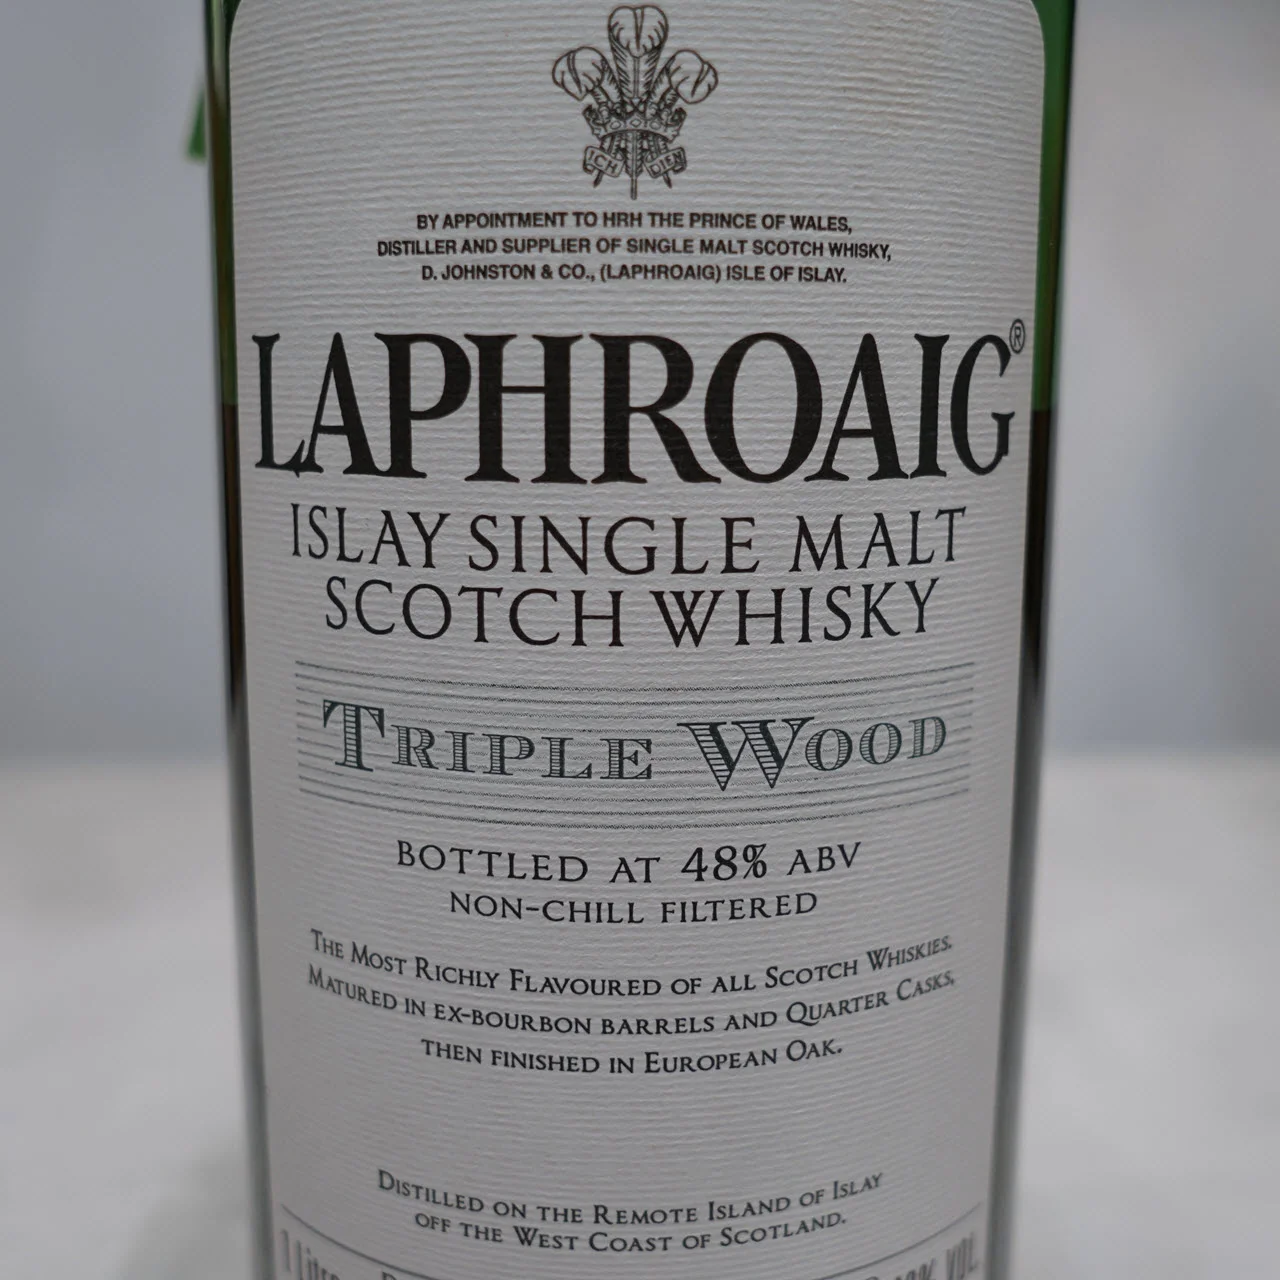 ICH DIEN
BY APPOINTMENT TO HRH THE PRINCE OF WALES,
DISTILLER AND SUPPLIER OF SINGLE MALT SCOTCH WHISKY,
D. JOHNSTON & CO., (LAPHROAIG) ISLE OF ISLAY.
LAPHROAIG®
ISLAY SINGLE MALT
SCOTCH WHISKY
TRIPLE WOOD
BOTTLED AT 48% ABV
NON-CHILL FILTERED
THE MOST RICHLY FLAVOURED OF ALL SCOTCH WHISKIES.
MATURED IN EX-BOURBON BARRELS AND QUARTER CASKS,
THEN FINISHED IN EUROPEAN OAK.
DISTILLED ON THE REMOTE ISLAND OF ISLAY
OFF THE WEST COAST OF SCOTLAND.
1 Litre VOL.